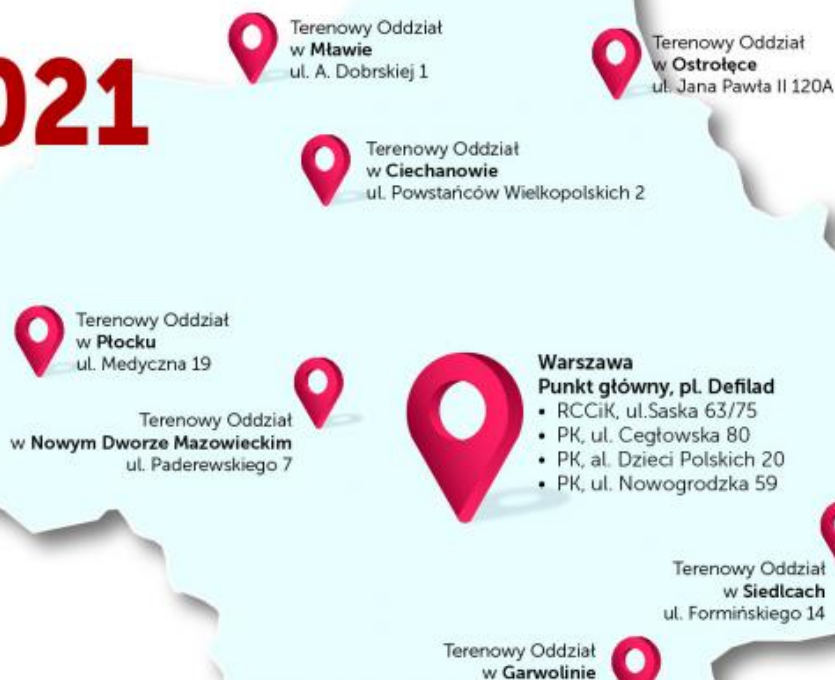 Terenowy Oddział
w Mławie
ul. A. Dobrskiej 1
Terenowy Oddział
w Ostrołęce
ul. Jana Pawła II 120A
021
Terenowy Oddział
w Ciechanowie
ul. Powstańców Wielkopolskich 2
Terenowy Oddział
w Płocku
ul. Medyczna 19
Terenowy Oddział
w Nowym Dworze Mazowieckim
ul. Paderewskiego 7
Warszawa
Punkt główny, pl. Defilad
• RCCiK, ul.Saska 63/75
• PK, ul. Cegłowska 80
• PK, al. Dzieci Polskich 20
• PK, ul. Nowogrodzka 59
Terenowy Oddział
w Siedlcach
ul. Formińskiego 14
Terenowy Oddział
w Garwolinie